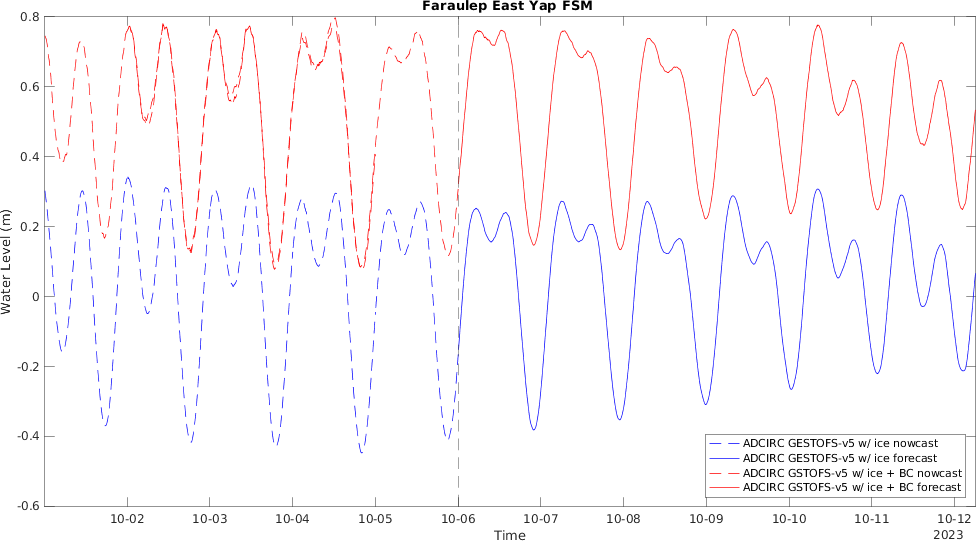 Faraulep East Yap FSM
0.8
0.6
0.4
0.2
0
-0.2
-0.4
-0.6
Water Level (m)
ADCIRC GESTOFS-v5 w/ ice nowcast
ADCIRC GESTOFS-v5 w/ ice forecast
ADCIRC GSTOFS-v5 w/ ice + BC nowcast
ADCIRC GSTOFS-v5 w/ ice + BC forecast
10-02 10-03 10-04 10-05 10-06 10-07 10-08 10-09 10-10 10-11 10-12
Time
2023